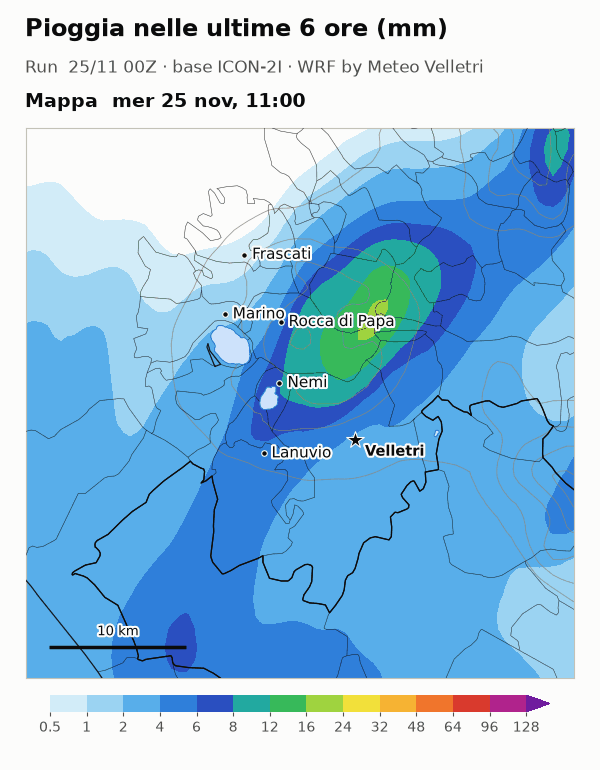 Pioggia nelle ultime 6 ore (mm)
Run  25/11 00Z · base ICON-2I · WRF by Meteo Velletri
Mappa  mer 25 nov, 11:00
Frascati
Marino
Rocca di Papa
Nemi
Velletri
Lanuvio
10 km
0.5 1 2 4 6 8 12 16 24 32 48 64 96 128